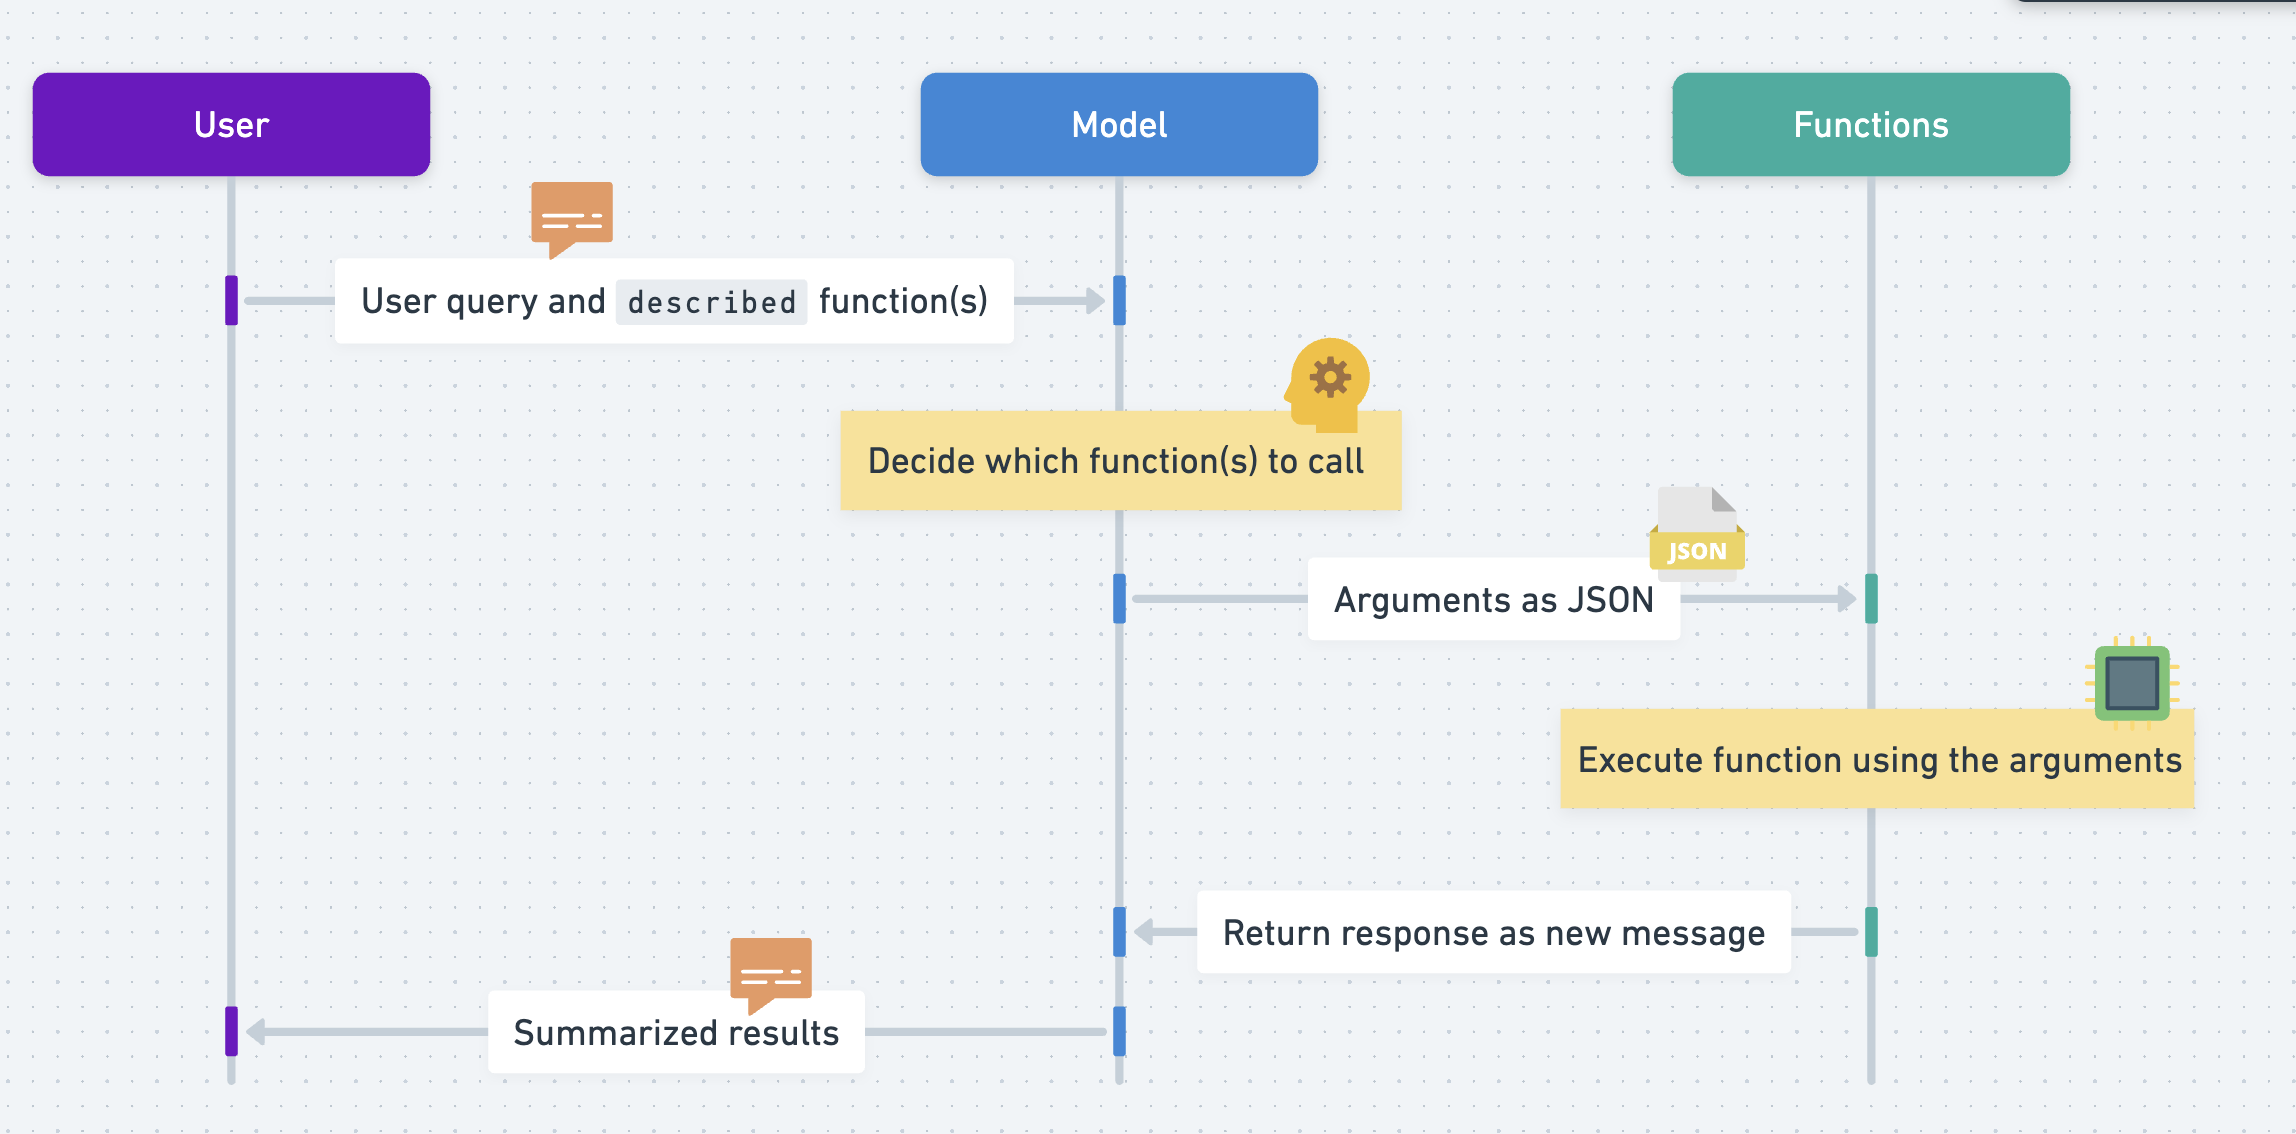 User
Model
Functions
User query and described function(s)
Decide which function(s) to call
JSON
Arguments as JSON
Execute function using the arguments
Return response as new message
Summarized results